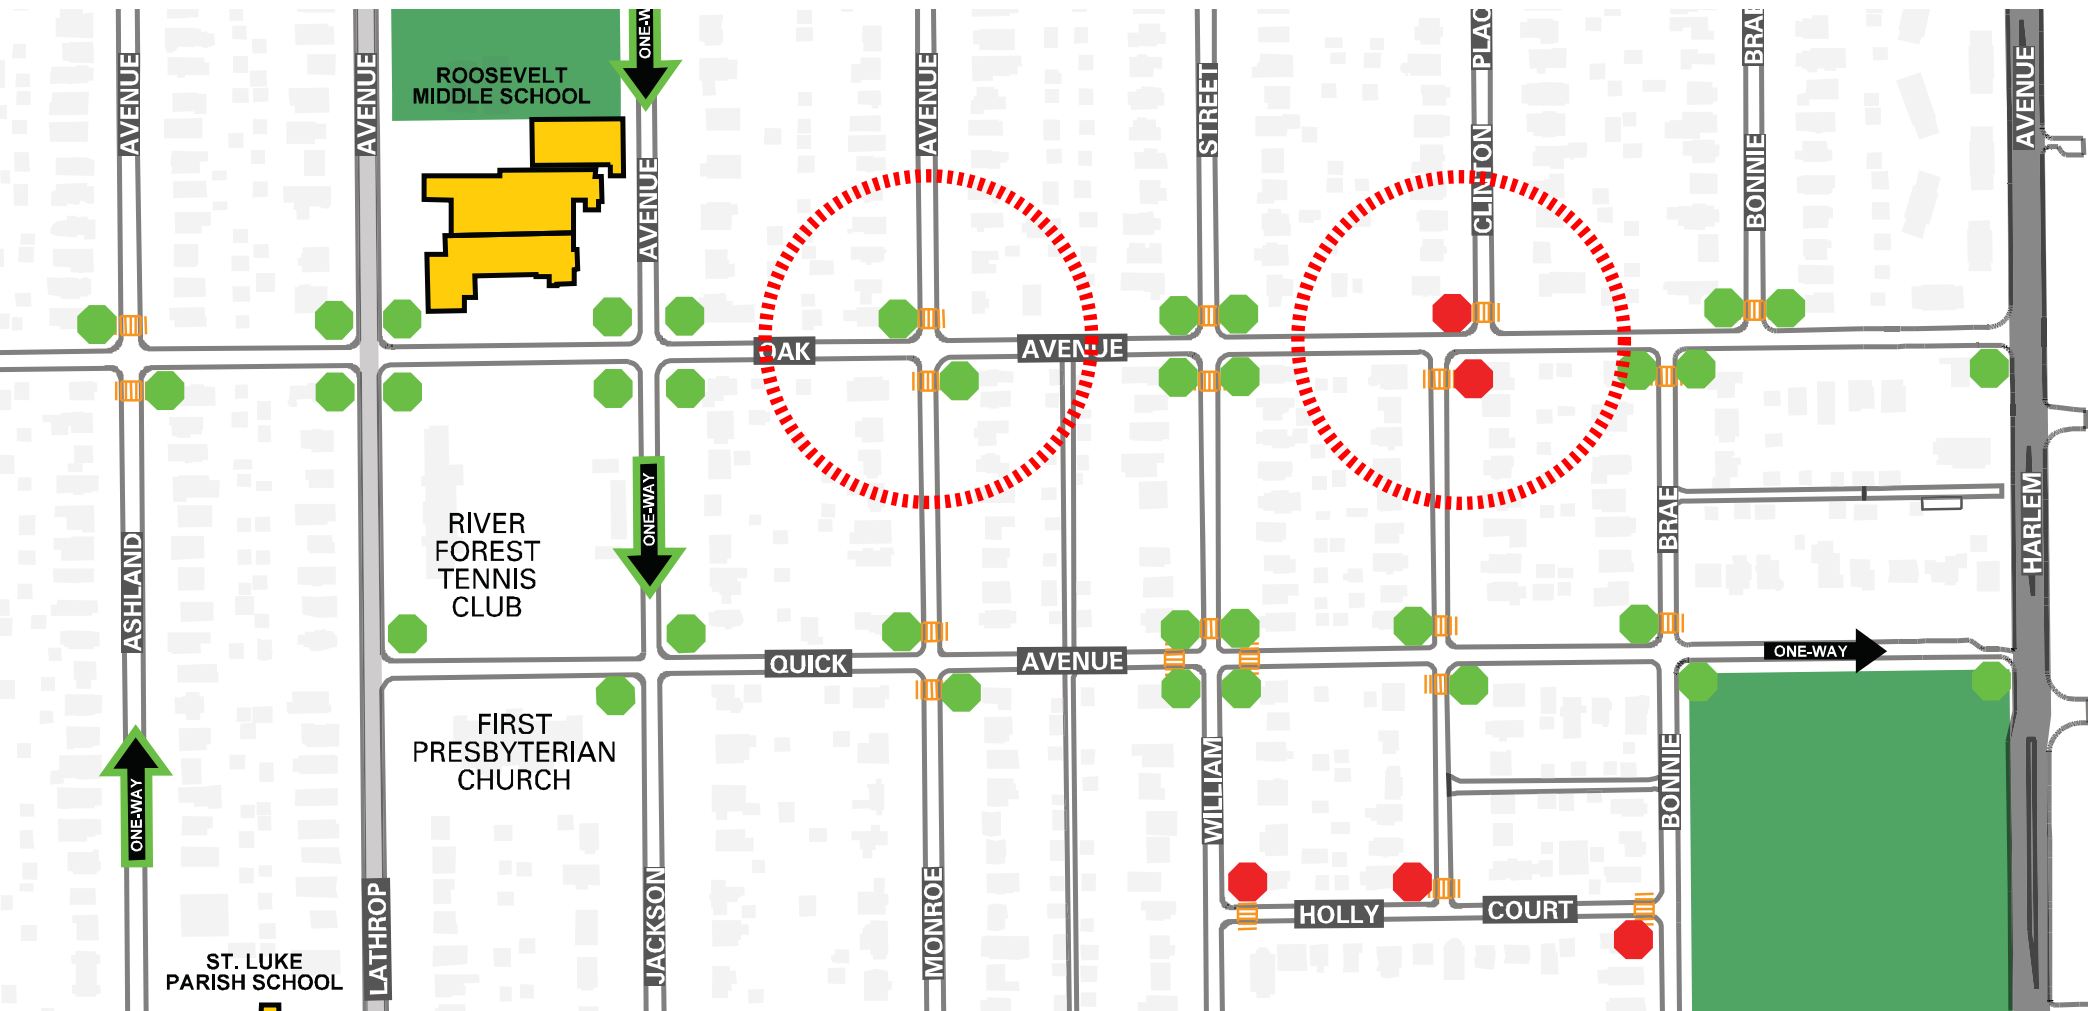 AVENUE
AVENUE
ROOSEVELT
MIDDLE SCHOOL
AVENUE
AVENUE
STREET
CLINTON
BONNIE
AVENUE
OAK
AVENUE
ASHLAND
RIVER
FOREST
TENNIS
CLUB
ONE-WAY
BRAE
HARLEM
QUICK
AVENUE
ONE-WAY
FIRST
PRESBYTERIAN
CHURCH
ONE-WAY
WILLIAM
BONNIE
LATHROP
JACKSON
MONROE
HOLLY
COURT
ST. LUKE
PARISH SCHOOL